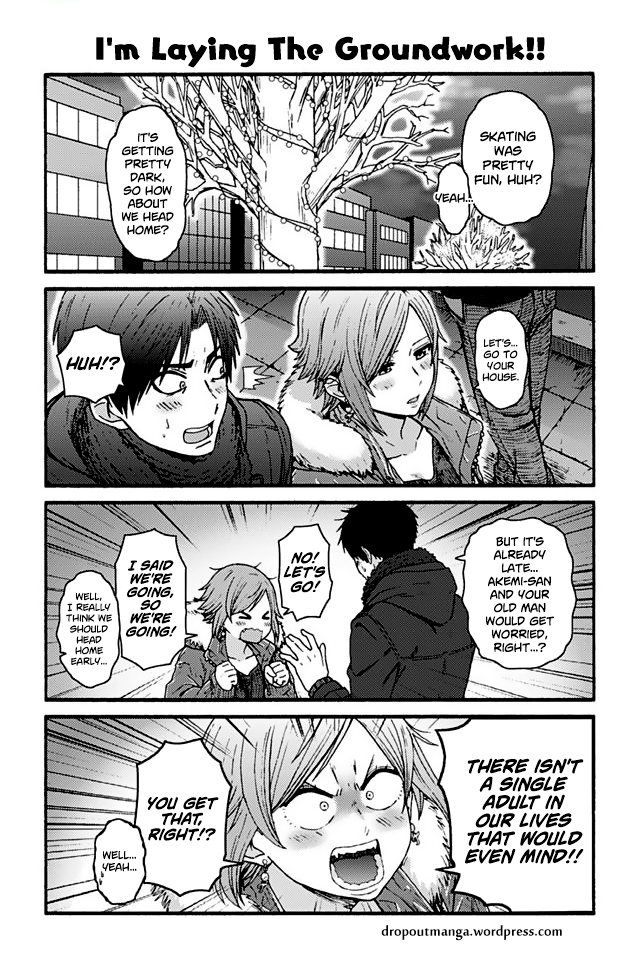 I'm Laying The Groundwork!!
SKATING
WAS
PRETTY
FUN, HUH?
YEAH...
IT'S
GETTING
PRETTY
DARK,
SO HOW
ABOUT
WE HEAD
HOME?
LET'S...
GO TO
YOUR
HOUSE.
HUH!?
BUT IT'S
ALREADY
LATE...
AKEMI-SAN
AND YOUR
OLD MAN
WOULD GET
WORRIED,
RIGHT...?
NO!
LET'S
GO!
I SAID
WE'RE
GOING,
SO
WE'RE
GOING!
WELL,
I REALLY
THINK WE
SHOULD
HEAD
HOME
EARLY...
THERE ISN'T
A SINGLE
ADULT IN
OUR LIVES
THAT WOULD
EVEN MIND!!
YOU GET
THAT,
RIGHT!?
WELL...
YEAH...
dropoutmanga.wordpress.com